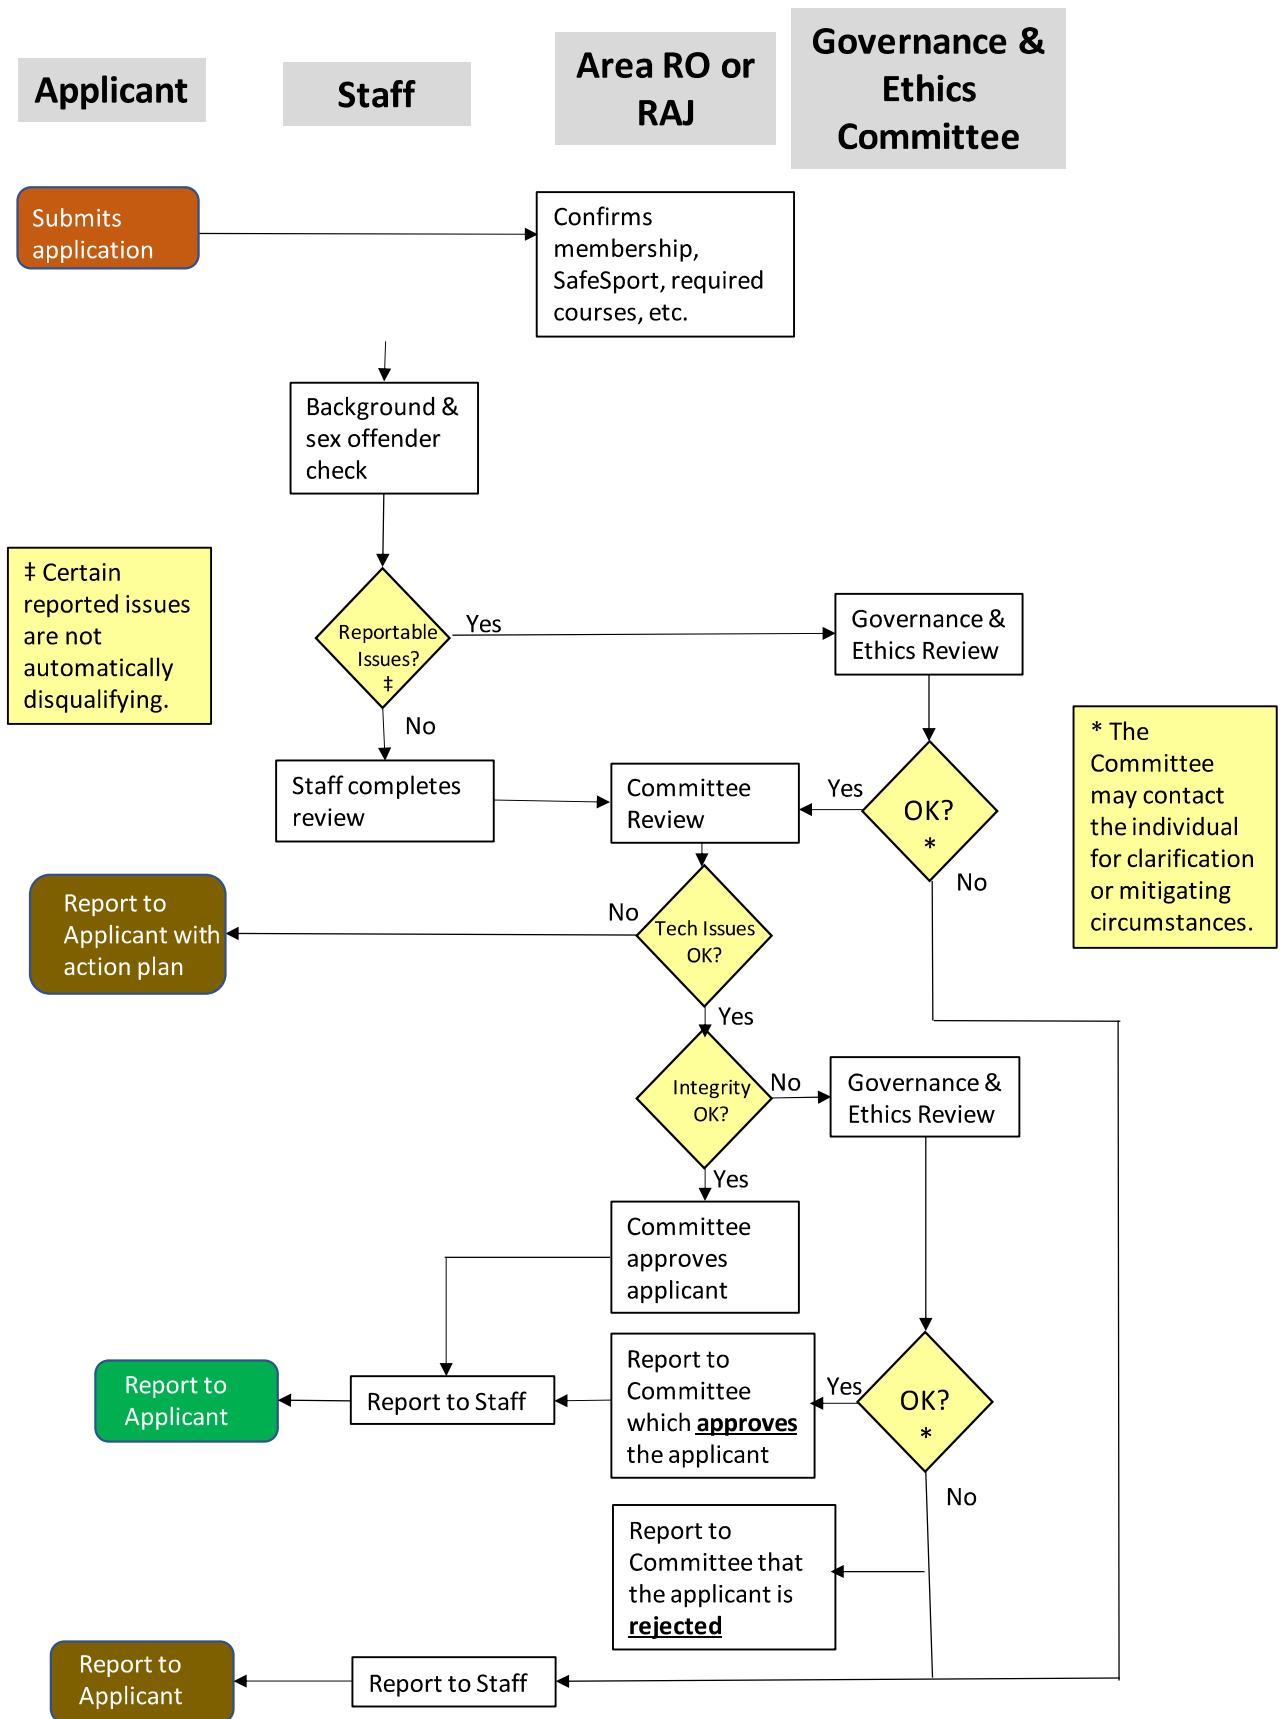 Applicant
Staff
Area RO or
RAJ
Governance &
Ethics
Committee
Submits
application
Confirms
membership,
SafeSport, required
courses, etc.
Background &
sex offender
check
‡ Certain
reported issues
are not
automatically
disqualifying.
Reportable
Issues?
‡
Yes
Governance &
Ethics Review
No
Staff completes
review
Committee
Review
Yes
OK?
*
No
* The
Committee
may contact
the individual
for clarification
or mitigating
circumstances.
Report to
Applicant with
action plan
No
Tech Issues
OK?
Yes
Integrity
OK?
No
Governance &
Ethics Review
Yes
Committee
approves
applicant
Report to
Applicant
Report to Staff
Report to
Committee
which approves
the applicant
Yes
OK?
*
No
Report to
Committee that
the applicant is
rejected
Report to
Applicant
Report to Staff